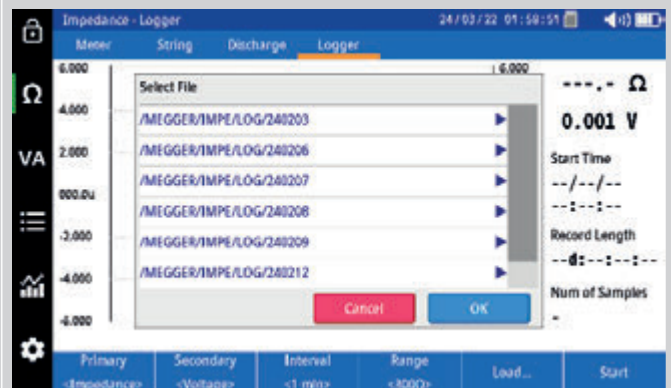 Impedance - Logger 24/03/22 01:59:51
Meter String Discharge Logger
6.000 6.000
Select File
---.- Ω
Ω
/MEGGER/IMPE/LOG/240203
4.000
0.001 V
/MEGGER/IMPE/LOG/240206
VA
2.000
Start Time
/MEGGER/IMPE/LOG/240207
--/--/--
000.0u
/MEGGER/IMPE/LOG/240208
--:--:--
-2.000
/MEGGER/IMPE/LOG/240209
Record Length
--d:--:--:--
-4.000
/MEGGER/IMPE/LOG/240212
Num of Samples
Cancel OK
-6.000
-
Primary Secondary Interval Range
Load... Start
<Impedance> <Voltage> <1 min> <300Ω>